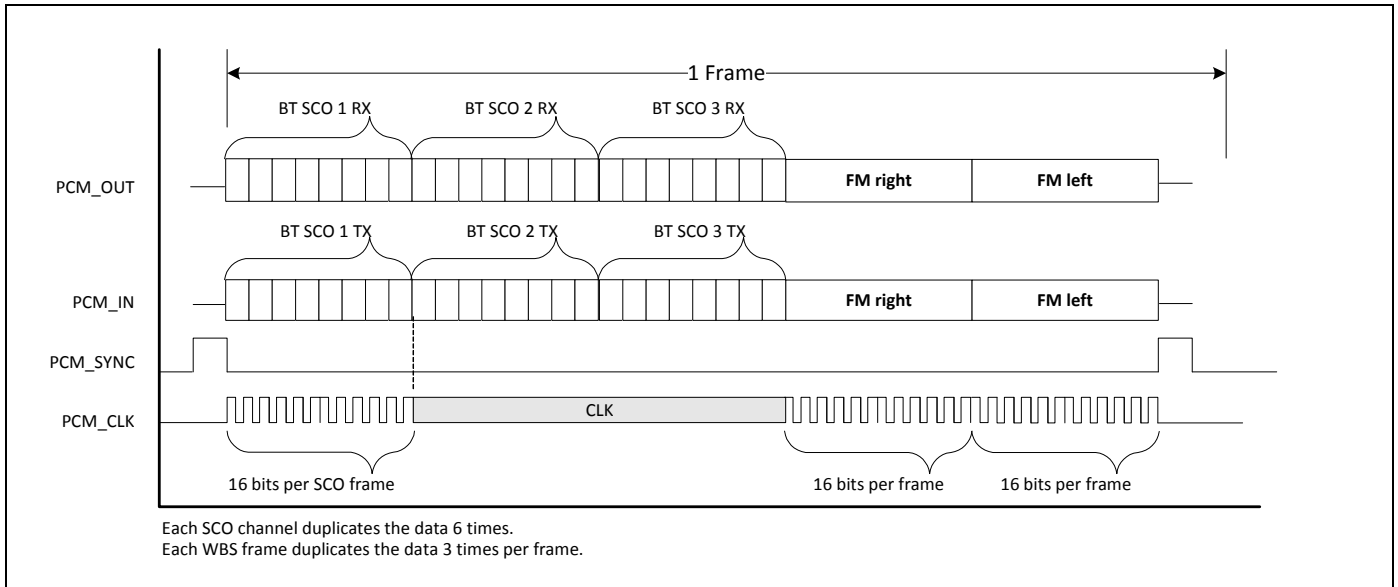 1 Frame
BT SCO 1 RX
BT SCO 2 RX
BT SCO 3 RX
PCM_OUT
FM right
FM left
BT SCO 1 TX
BT SCO 2 TX
BT SCO 3 TX
PCM_IN
FM right
FM left
PCM_SYNC
PCM_CLK
CLK
16 bits per SCO frame
16 bits per frame
16 bits per frame
Each SCO channel duplicates the data 6 times.
Each WBS frame duplicates the data 3 times per frame.